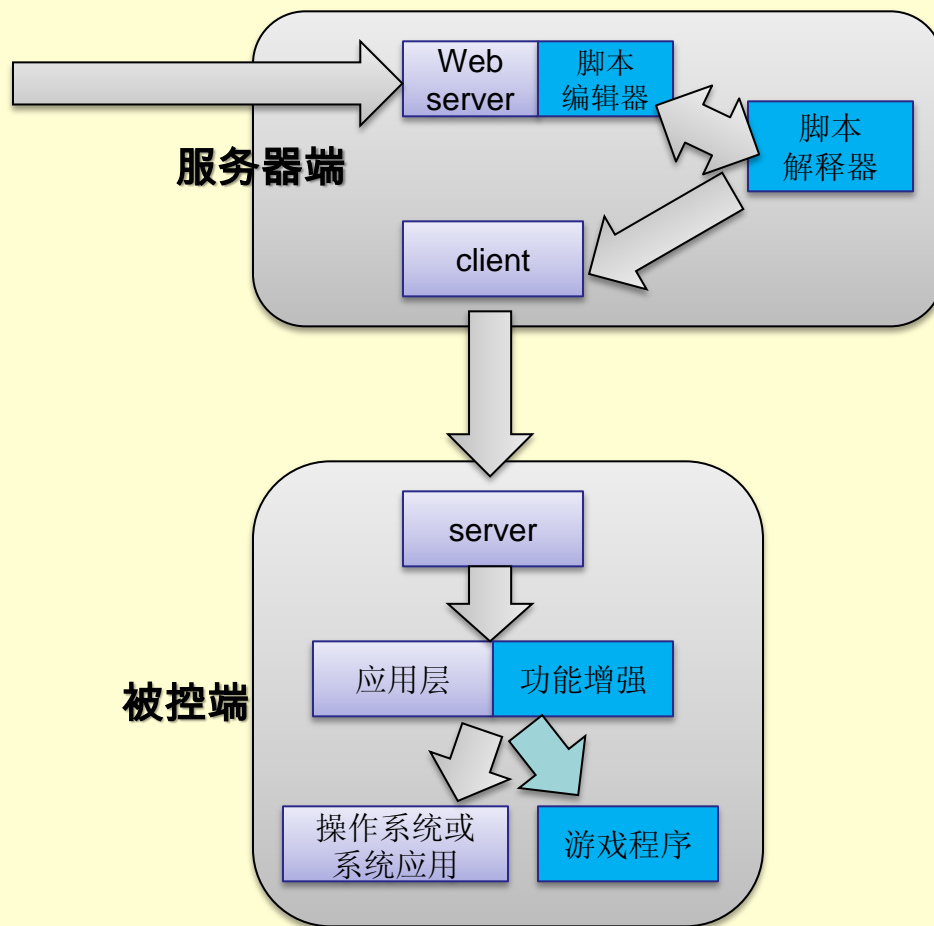 Web
server
脚本
编辑器
脚本
解释器
服务器端
client
server
应用层
功能增强
被控端
操作系统或
系统应用
游戏程序